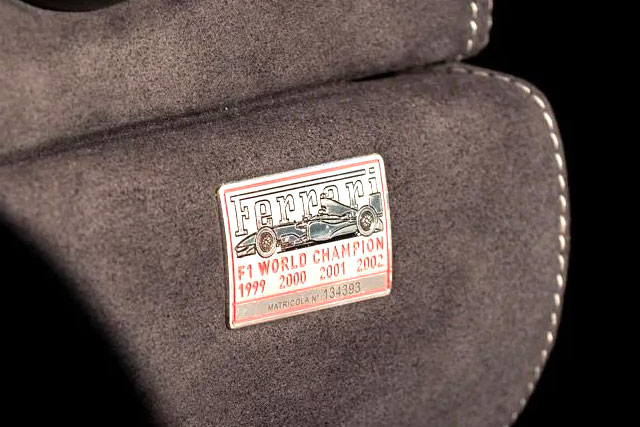 Ferrari
F1 WORLD CHAMPION
1999 2000 2001 2002
MATRICOLA N° 134393